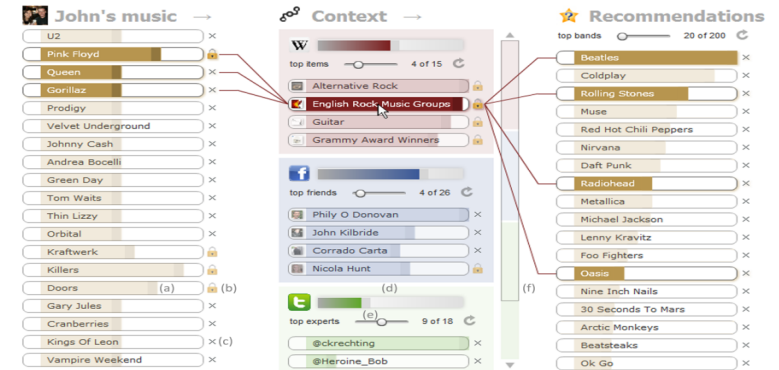 John's music →
U2
Pink Floyd
Queen
Gorillaz
Prodigy
Velvet Underground
Johnny Cash
Andrea Bocelli
Green Day
Tom Waits
Thin Lizzy
Orbital
Kraftwerk
Killers
Doors (a) (b)
Gary Jules
Cranberries
Kings Of Leon × (c)
Vampire Weekend
Context →
W
top items 4 of 15
Alternative Rock
English Rock Music Groups
Guitar
Grammy Award Winners
f
top friends 4 of 26
Phily O Donovan
John Kilbride
Corrado Carta
Nicola Hunt
(d)
t
(e)
top experts 9 of 18
@ckrechting
@Heroine_Bob
(f)
Recommendations
top bands 20 of 200
Beatles
Coldplay
Rolling Stones
Muse
Red Hot Chili Peppers
Nirvana
Daft Punk
Radiohead
Metallica
Michael Jackson
Lenny Kravitz
Foo Fighters
Oasis
Nine Inch Nails
30 Seconds To Mars
Arctic Monkeys
Beatsteaks
Ok Go